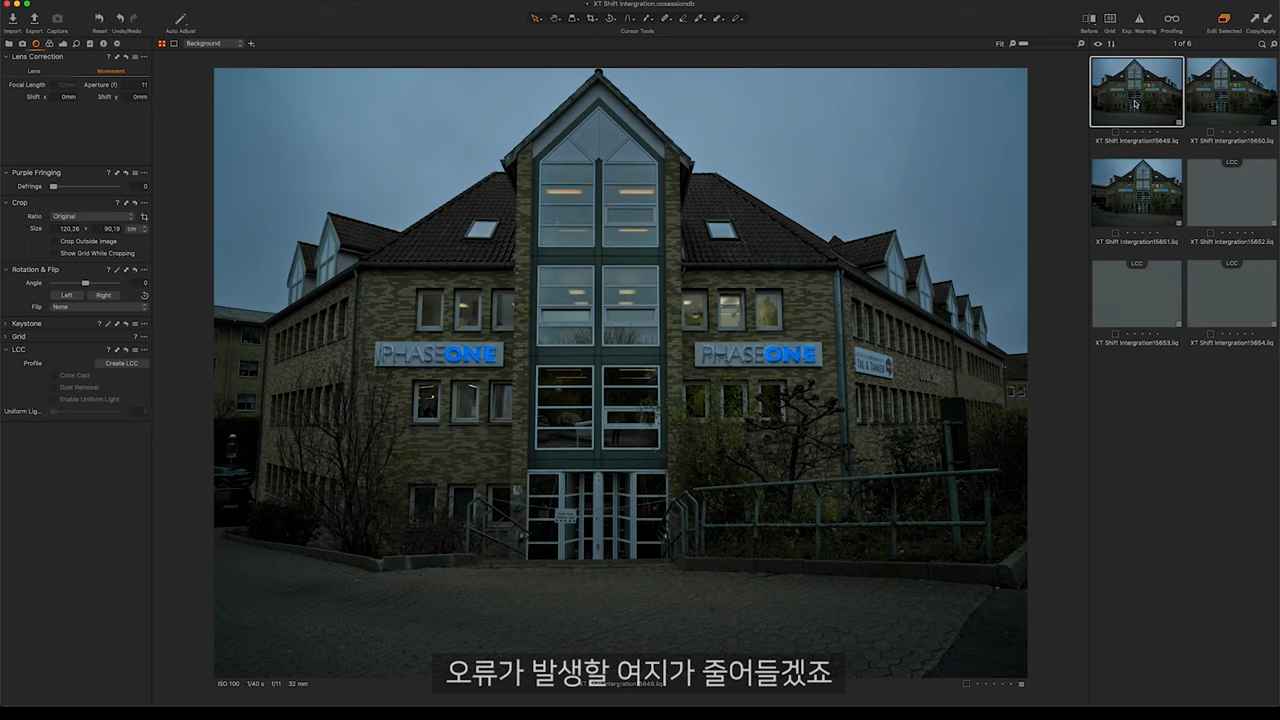 XT Shift Intergration.cosessiondb
Import Export Capture Reset Undo/Redo Auto Adjust
Cursor Tools
Before Grid Exp. Warning Proofing Edit Selected Copy/Apply
Background
Fit
1 of 6
Lens Correction
Lens Movement
Focal Length Aperture (f) 11
Shift x 0mm Shift y 0mm
Purple Fringing
Defringe 0
Crop
Ratio Original
Size 120,26 x 90,19 cm
Crop Outside Image
Show Grid While Cropping
Rotation & Flip
Angle 0
Left Right
Flip None
Keystone
Grid
LCC
Profile Create LCC
Color Cast
Dust Removal
Enable Uniform Light
Uniform Lig... 0
PHASEONE
PHASEONE
XT Shift Intergration15649.iiq XT Shift Intergration15650.iiq
LCC
XT Shift Intergration15651.iiq XT Shift Intergration15652.iiq
LCC LCC
XT Shift Intergration15653.iiq XT Shift Intergration15654.iiq
오류가 발생할 여지가 줄어들겠죠
ISO 100 1/40 s f/11 32 mm